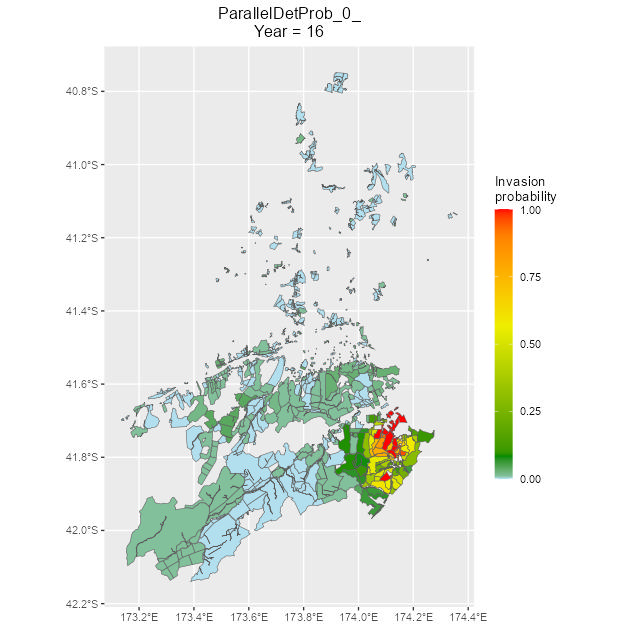 ParallelDetProb_0_
Year = 16
40.8°S
41.0°S
41.2°S
41.4°S
41.6°S
41.8°S
42.0°S
42.2°S
173.2°E
173.4°E
173.6°E
173.8°E
174.0°E
174.2°E
174.4°E
Invasion
probability
1.00
0.75
0.50
0.25
0.00